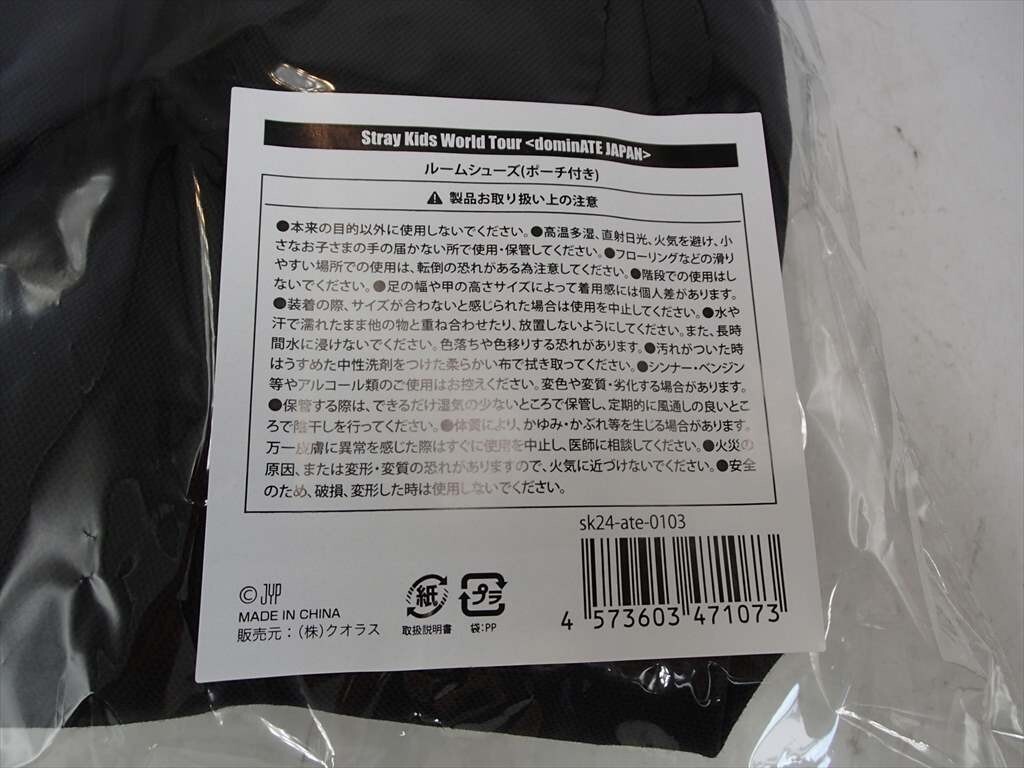 Stray Kids World Tour <dominATE JAPAN>
ルームシューズ(ポーチ付き)
製品お取り扱い上の注意
●本来の目的以外に使用しないでください。●高温多湿、直射日光、火気を避け、小
さなお子さまの手の届かない所で使用・保管してください。●フローリングなどの滑り
やすい場所での使用は、転倒の恐れがある為注意してください。●階段での使用はし
ないでください。●足の幅や甲の高さサイズによって着用感には個人差があります。
●装着の際、サイズが合わないと感じられた場合は使用を中止してください。●水や
汗で濡れたまま他の物と重ね合わせたり、放置しないようにしてください。また、長時
間水に浸けないでください。色落ちや色移りする恐れがあります。●汚れがついた時
はうすめた中性洗剤をつけた柔らかい布で拭き取ってください。●シンナー・ベンジン
等やアルコール類のご使用はお控えください。変色や変質・劣化する場合があります。
●保管する際は、できるだけ湿気の少ないところで保管し、定期的に風通しの良いとこ
ろで陰干しを行ってください。●体質により、かゆみ・かぶれ等を生じる場合があります。
万一皮膚に異常を感じた際はすぐに使用を中止し、医師に相談してください。●火災の
原因、または変形・変質の恐れがありますので、火気に近づけないでください。●安全
のため、破損、変形した時は使用しないでください。
sk24-ate-0103
© JYP
MADE IN CHINA
販売元:(株)クオラス
紙
取扱説明書
プラ
袋:PP
4 573603 471073